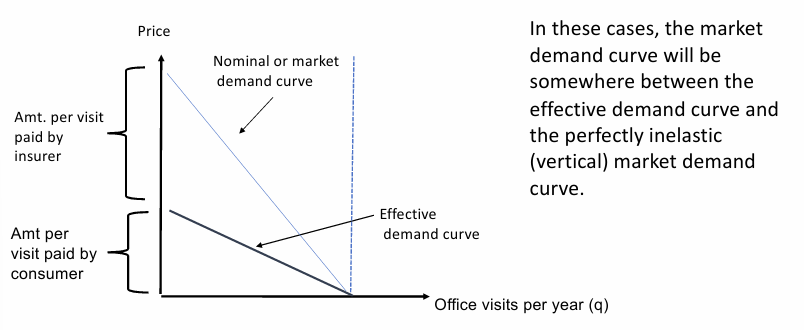 Price
Nominal or market
demand curve
Amt. per visit
paid by
insurer
Amt per
visit paid by
consumer
Effective
demand curve
Office visits per year (q)
In these cases, the market
demand curve will be
somewhere between the
effective demand curve and
the perfectly inelastic
(vertical) market demand
curve.